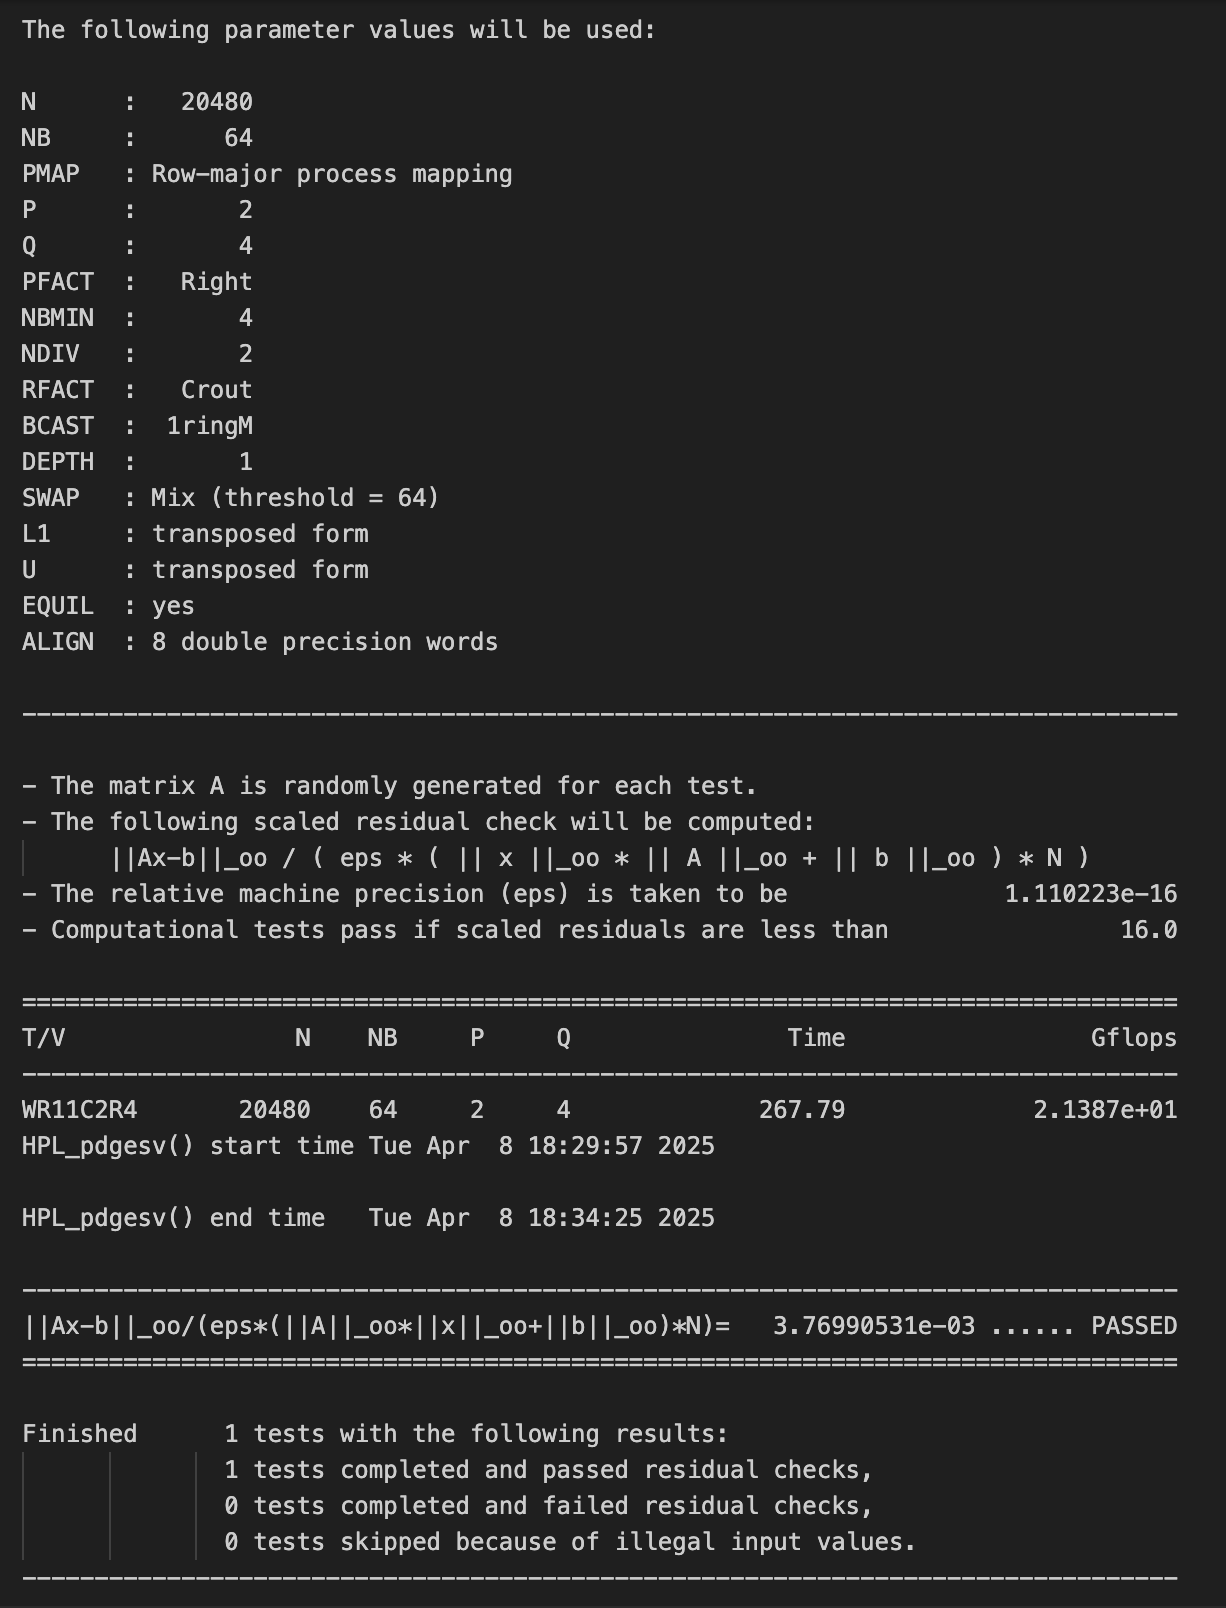 The following parameter values will be used:
N      :   20480
NB     :      64
PMAP   : Row-major process mapping
P      :       2
Q      :       4
PFACT  :   Right
NBMIN  :       4
NDIV   :       2
RFACT  :   Crout
BCAST  :  1ringM
DEPTH  :       1
SWAP   : Mix (threshold = 64)
L1     : transposed form
U      : transposed form
EQUIL  : yes
ALIGN  : 8 double precision words
--------------------------------------------------------------------------------
- The matrix A is randomly generated for each test.
- The following scaled residual check will be computed:
      ||Ax-b||_oo / ( eps * ( || x ||_oo * || A ||_oo + || b ||_oo ) * N )
- The relative machine precision (eps) is taken to be               1.110223e-16
- Computational tests pass if scaled residuals are less than                16.0
================================================================================
T/V                N    NB     P     Q               Time                 Gflops
--------------------------------------------------------------------------------
WR11C2R4       20480    64     2     4             267.79             2.1387e+01
HPL_pdgesv() start time Tue Apr  8 18:29:57 2025
HPL_pdgesv() end time   Tue Apr  8 18:34:25 2025
--------------------------------------------------------------------------------
||Ax-b||_oo/(eps*(||A||_oo*||x||_oo+||b||_oo)*N)=   3.76990531e-03 ...... PASSED
================================================================================
Finished      1 tests with the following results:
              1 tests completed and passed residual checks,
              0 tests completed and failed residual checks,
              0 tests skipped because of illegal input values.
--------------------------------------------------------------------------------